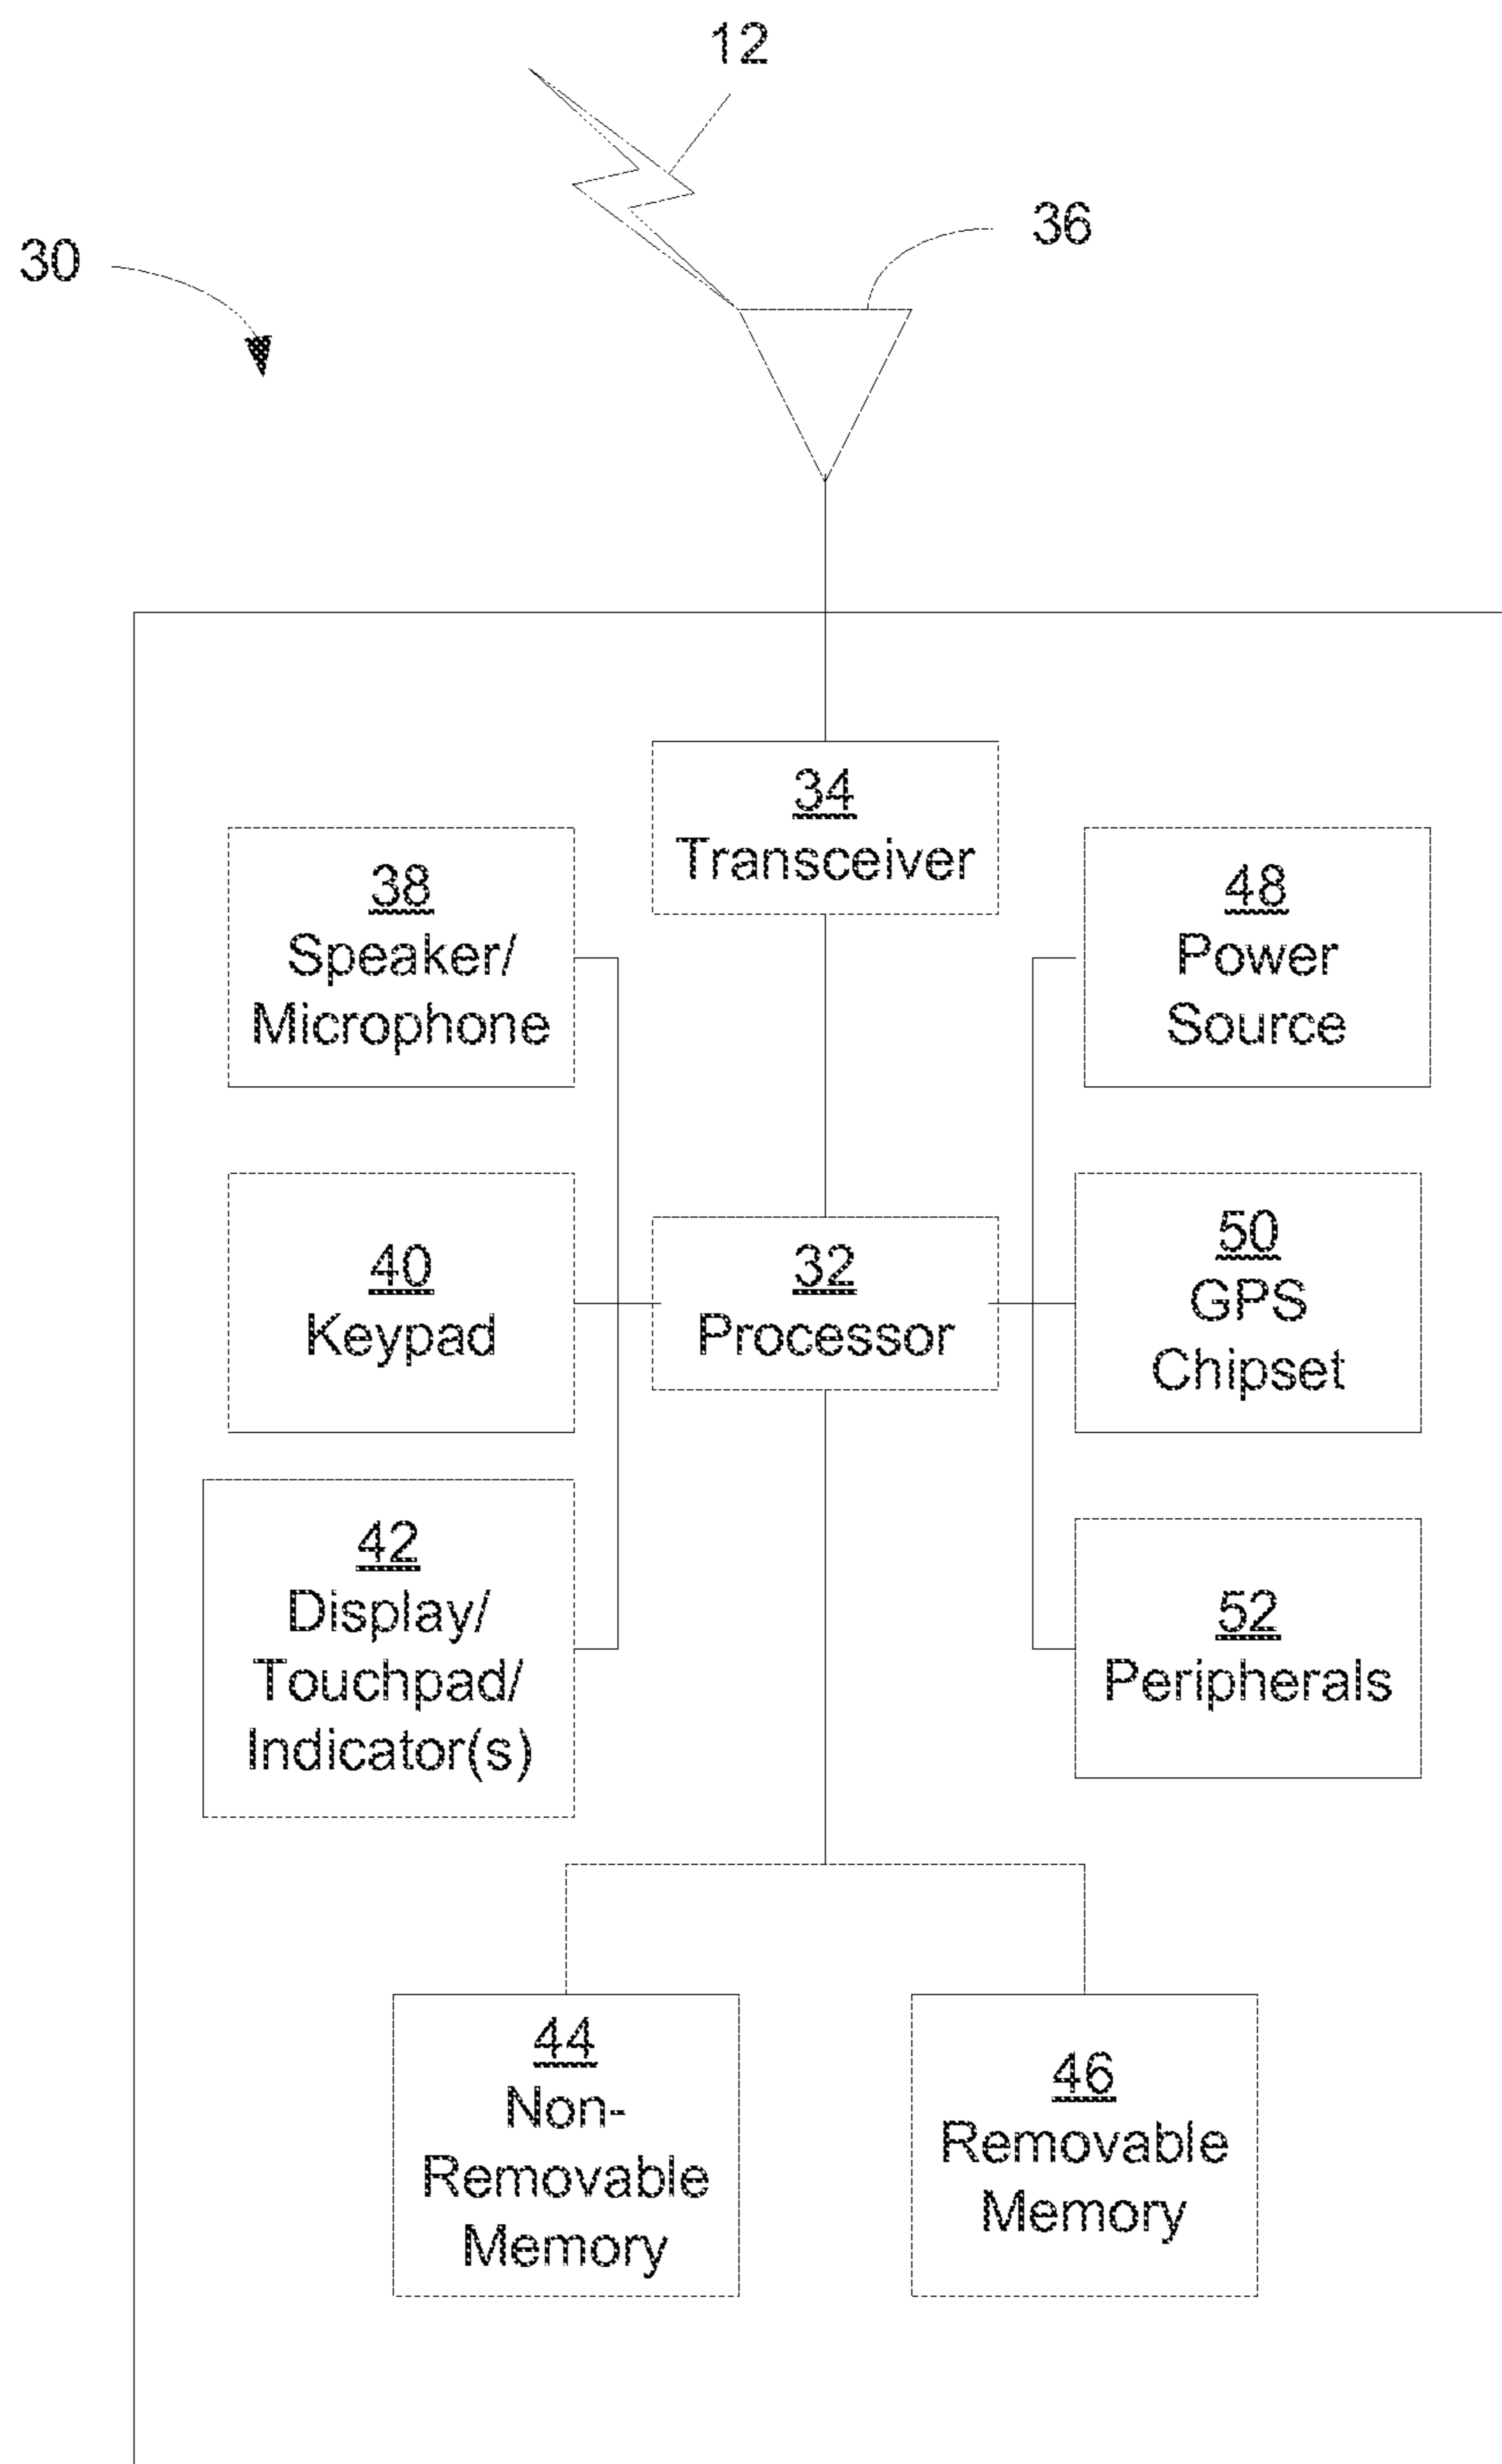 12
36
30
34
Transceiver
38
Speaker/
Microphone
48
Power
Source
40
Keypad
32
Processor
50
GPS
Chipset
42
Display/
Touchpad/
Indicator(s)
52
Peripherals
44
Non-
Removable
Memory
46
Removable
Memory